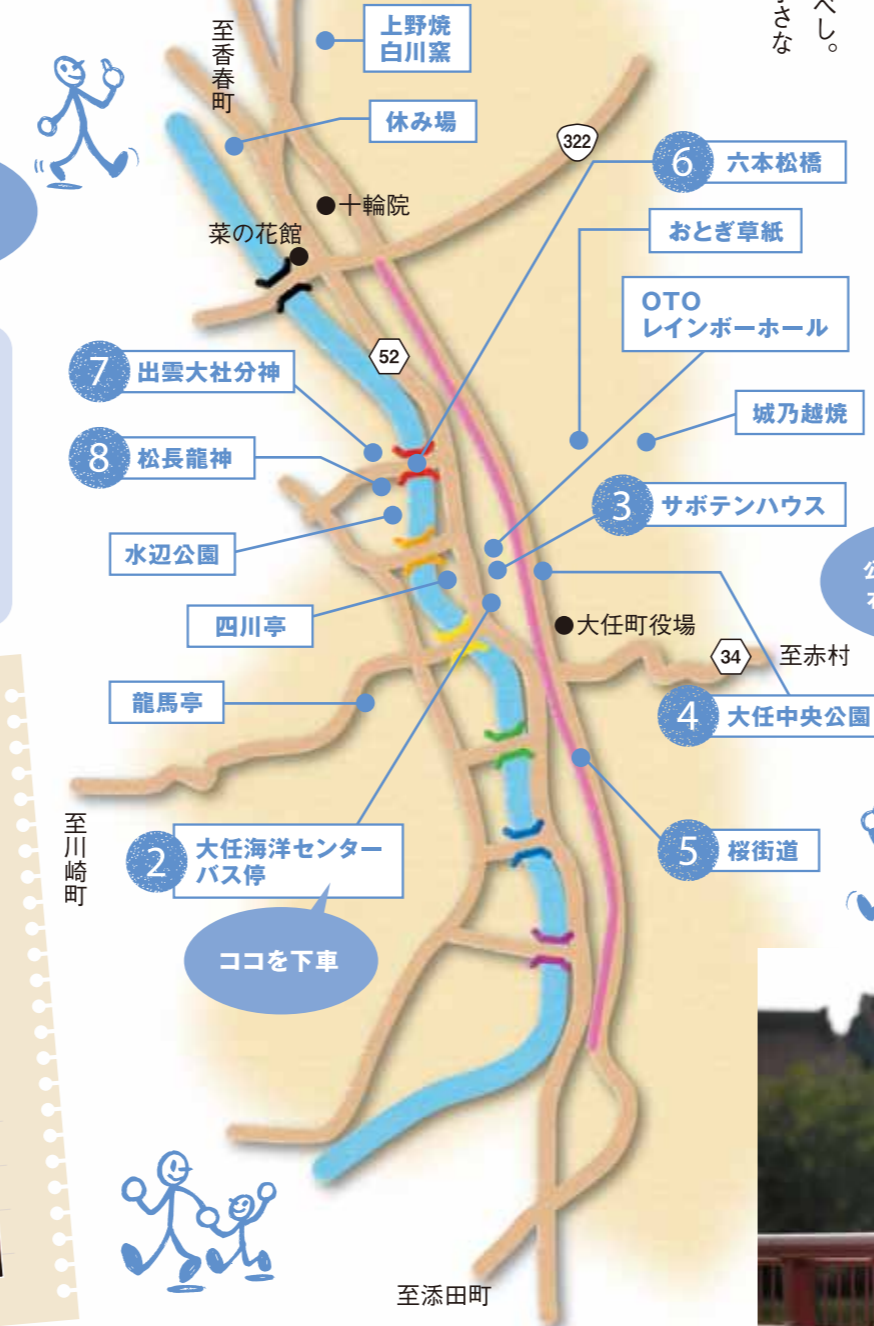 べし。
さな
至香春町
上野焼
白川窯
休み場
322
6 六本松橋
十輪院
菜の花館
おとぎ草紙
OTO
レインボーホール
52
7 出雲大社分神
城乃越焼
8 松長龍神
3 サボテンハウス
水辺公園
四川亭
大任町役場
34
至赤村
龍馬亭
4 大任中央公園
至川崎町
2 大任海洋センター
バス停
5 桜街道
ココを下車
至添田町